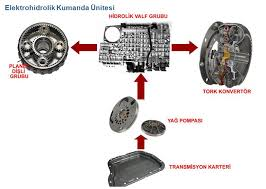 Elektrohidrolik Kumanda Ünitesi
HİDROLİK VALF GRUBU
PLANET
DİŞLİ
GRUBU
TORK KONVERTÖR
YAĞ POMPASI
TRANSMİSYON KARTERİ